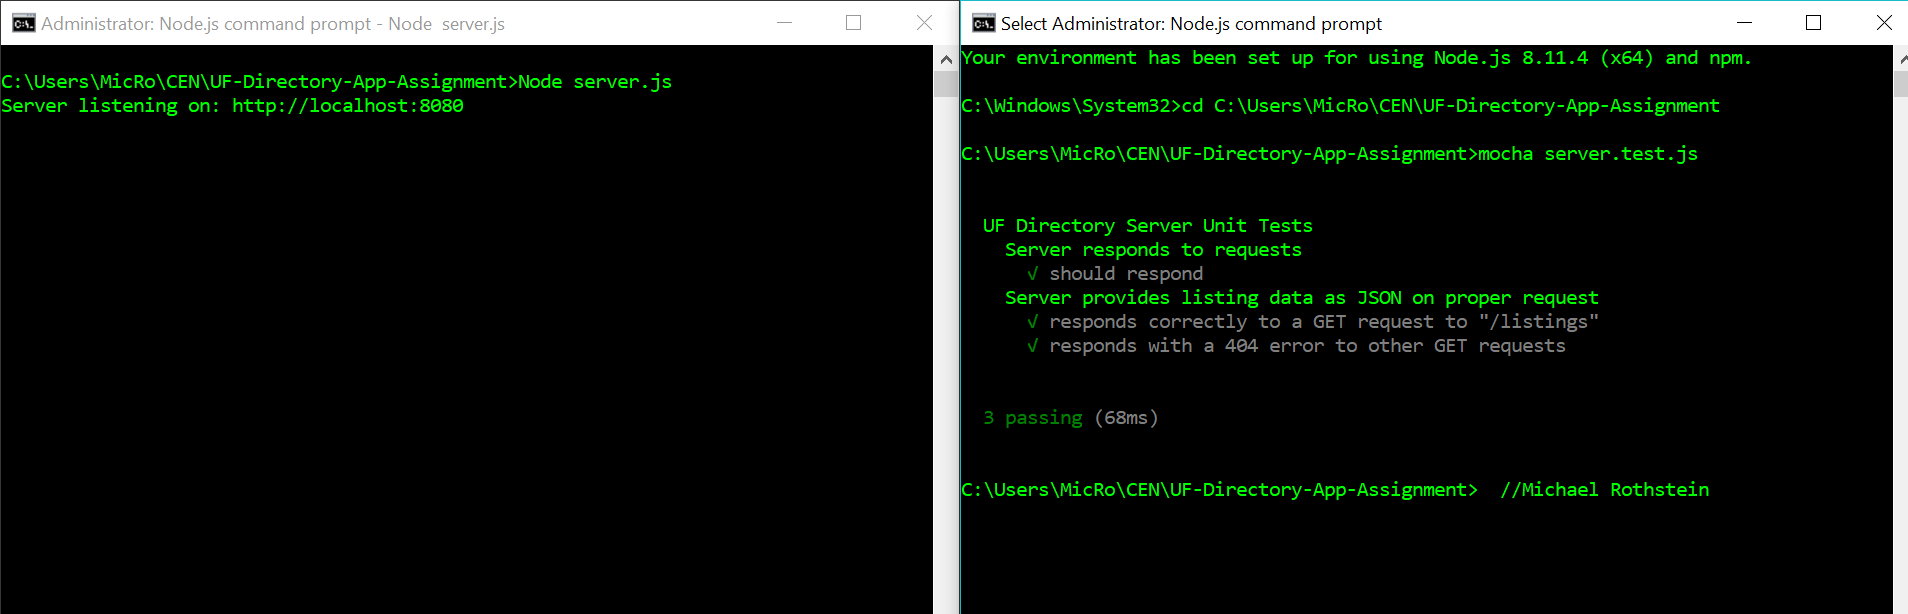 Administrator: Node.js command prompt - Node  server.js
C:\Users\MicRo\CEN\UF-Directory-App-Assignment>Node server.js
Server listening on: http://localhost:8080
Select Administrator: Node.js command prompt
Your environment has been set up for using Node.js 8.11.4 (x64) and npm.
C:\Windows\System32>cd C:\Users\MicRo\CEN\UF-Directory-App-Assignment
C:\Users\MicRo\CEN\UF-Directory-App-Assignment>mocha server.test.js
UF Directory Server Unit Tests
Server responds to requests
√ should respond
Server provides listing data as JSON on proper request
√ responds correctly to a GET request to "/listings"
√ responds with a 404 error to other GET requests
3 passing (68ms)
C:\Users\MicRo\CEN\UF-Directory-App-Assignment>  //Michael Rothstein